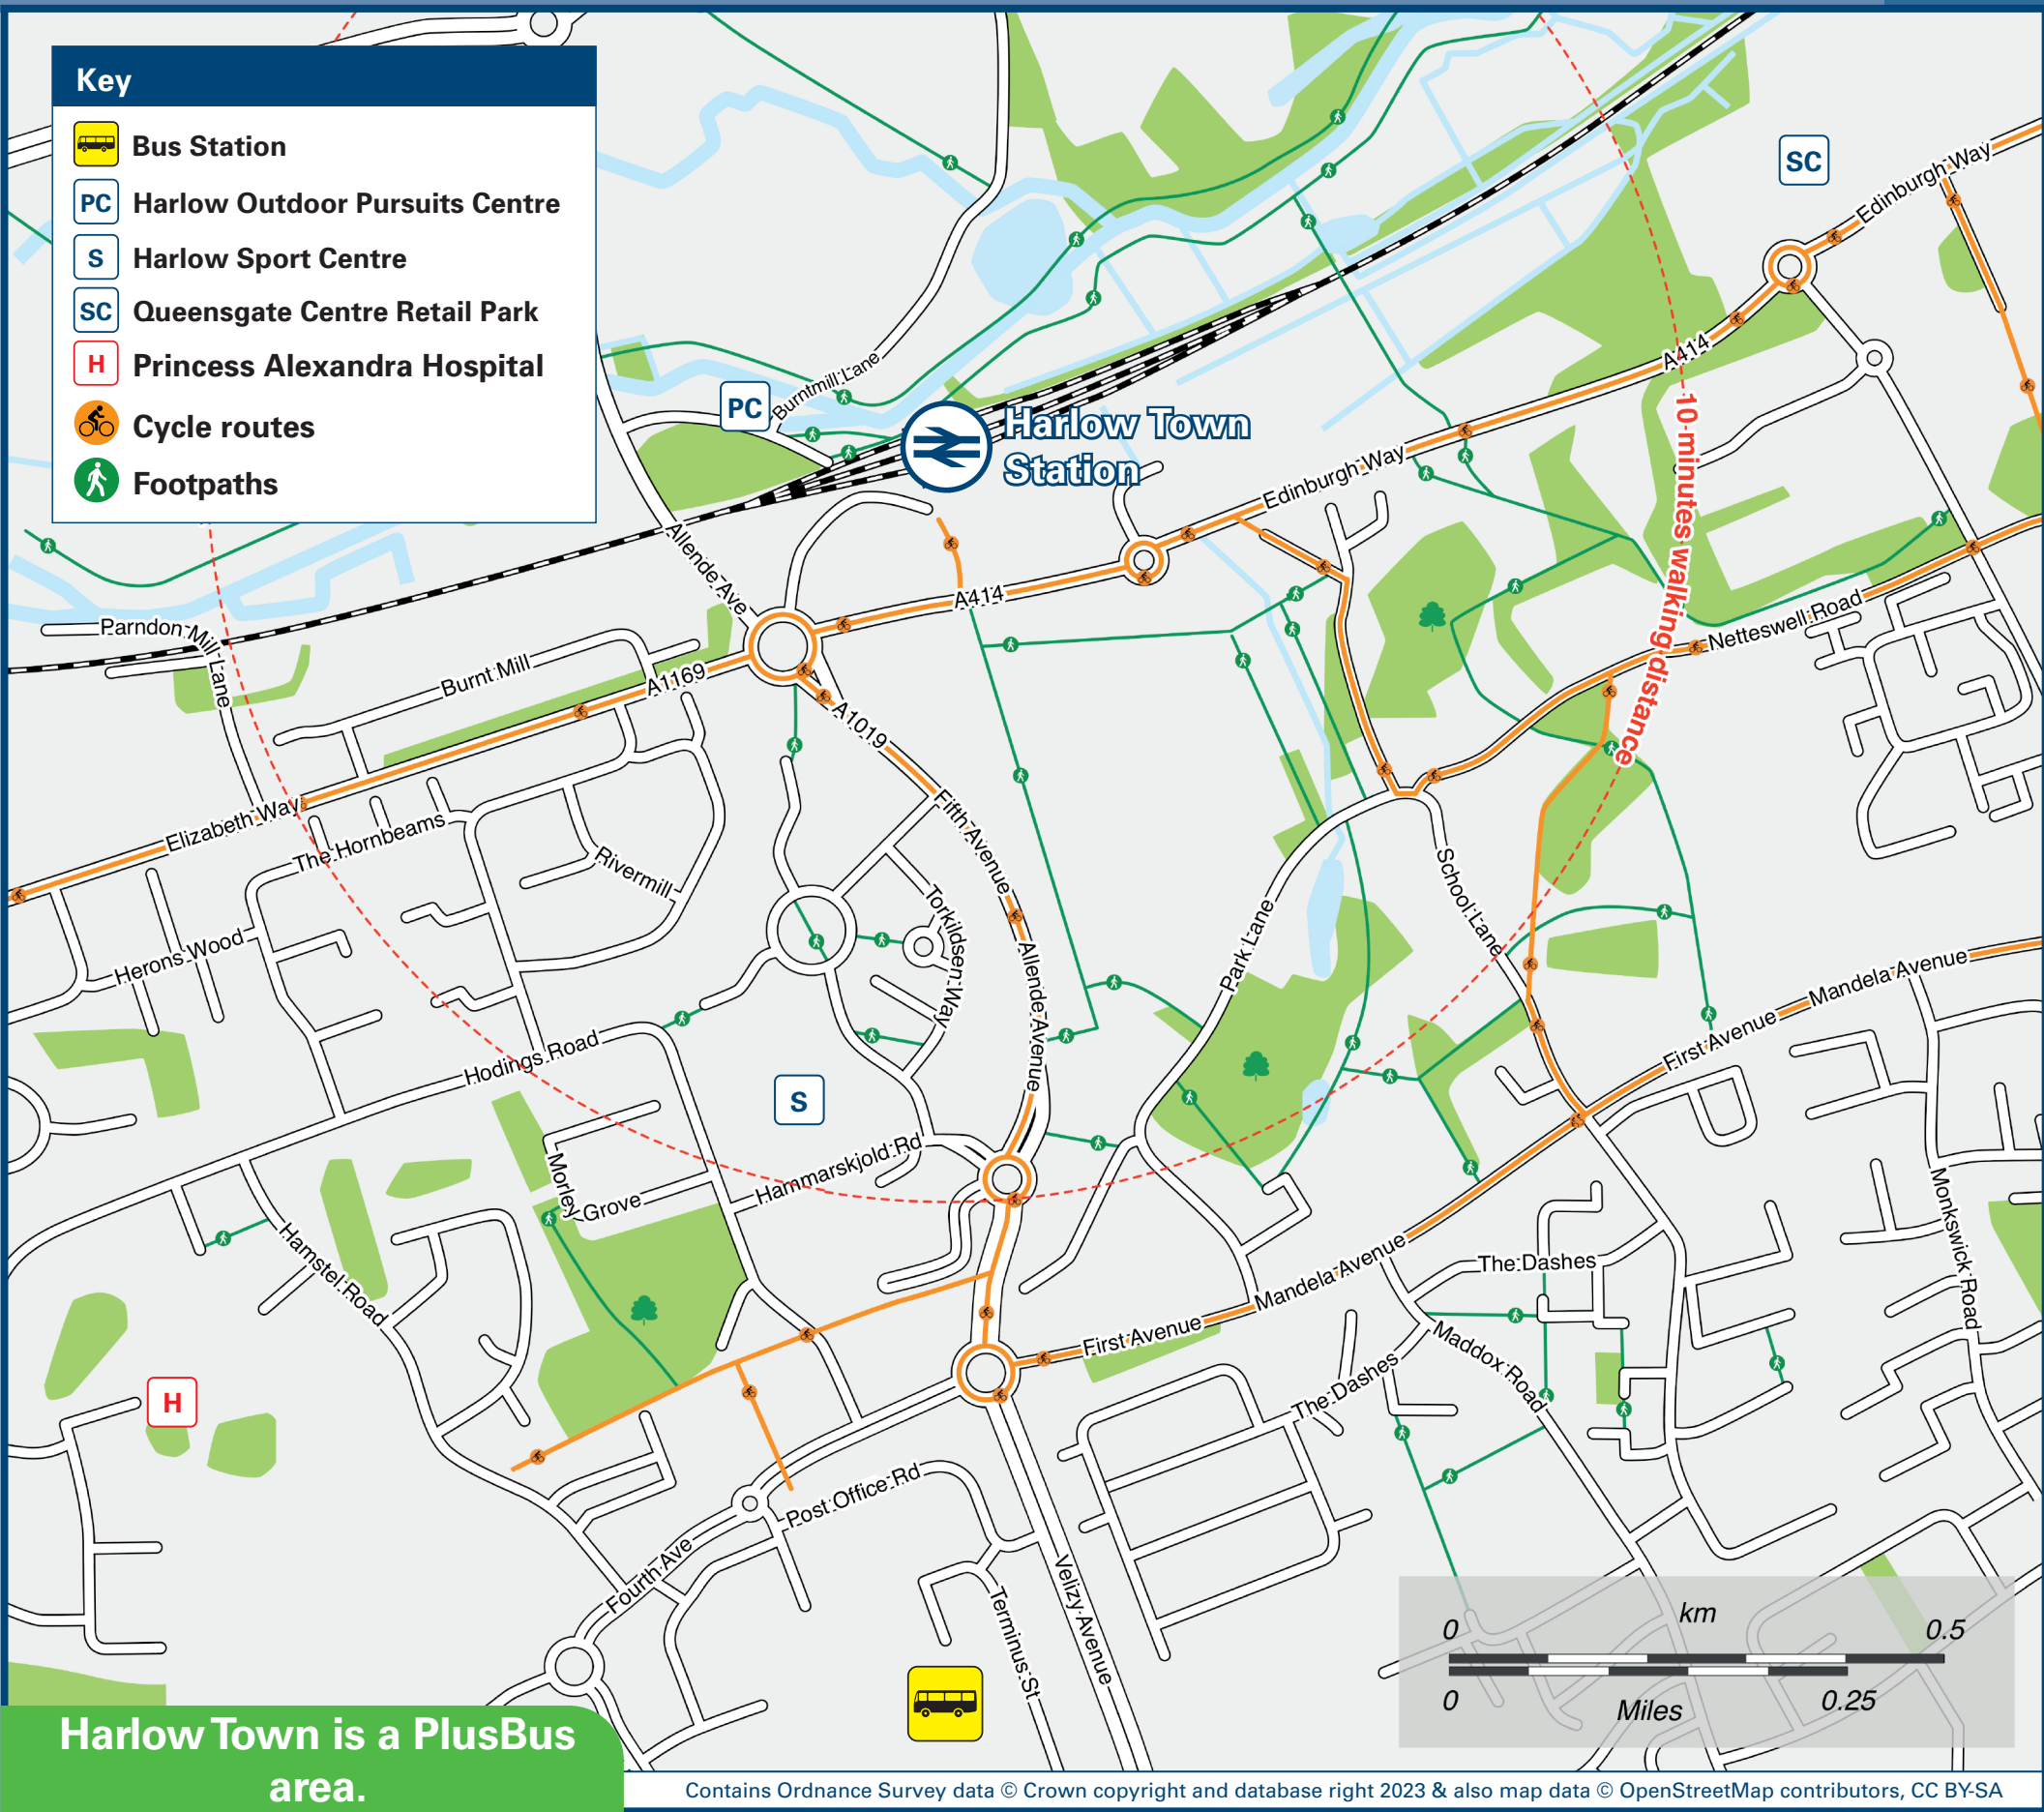 Key
Bus Station
PC Harlow Outdoor Pursuits Centre
S Harlow Sport Centre
SC Queensgate Centre Retail Park
H Princess Alexandra Hospital
Cycle routes
Footpaths
SC
Edinburgh Way
A414
PC
Burntmill Lane
Harlow Town
Station
Edinburgh Way
10 minutes walking distance
Allende Ave
A414
Parndon Mill Lane
Burnt Mill
A1169
A1019
Netteswell Road
Elizabeth Way
The Hornbeams
Rivermill
Fifth Avenue
Torkildsen Way
School Lane
Herons Wood
Allende Avenue
Park Lane
Mandela Avenue
First Avenue
Hodings Road
S
Hammarskjold Rd
Morley
Grove
Hamstel Road
The Dashes
Monkswick Road
Mandela Avenue
First Avenue
Maddox Road
The Dashes
H
Post Office Rd
Fourth Ave
Velizy Avenue
Terminus St
km
0 0.5
0 0.25
Miles
Harlow Town is a PlusBus
area.
Contains Ordnance Survey data © Crown copyright and database right 2023 & also map data © OpenStreetMap contributors, CC BY-SA